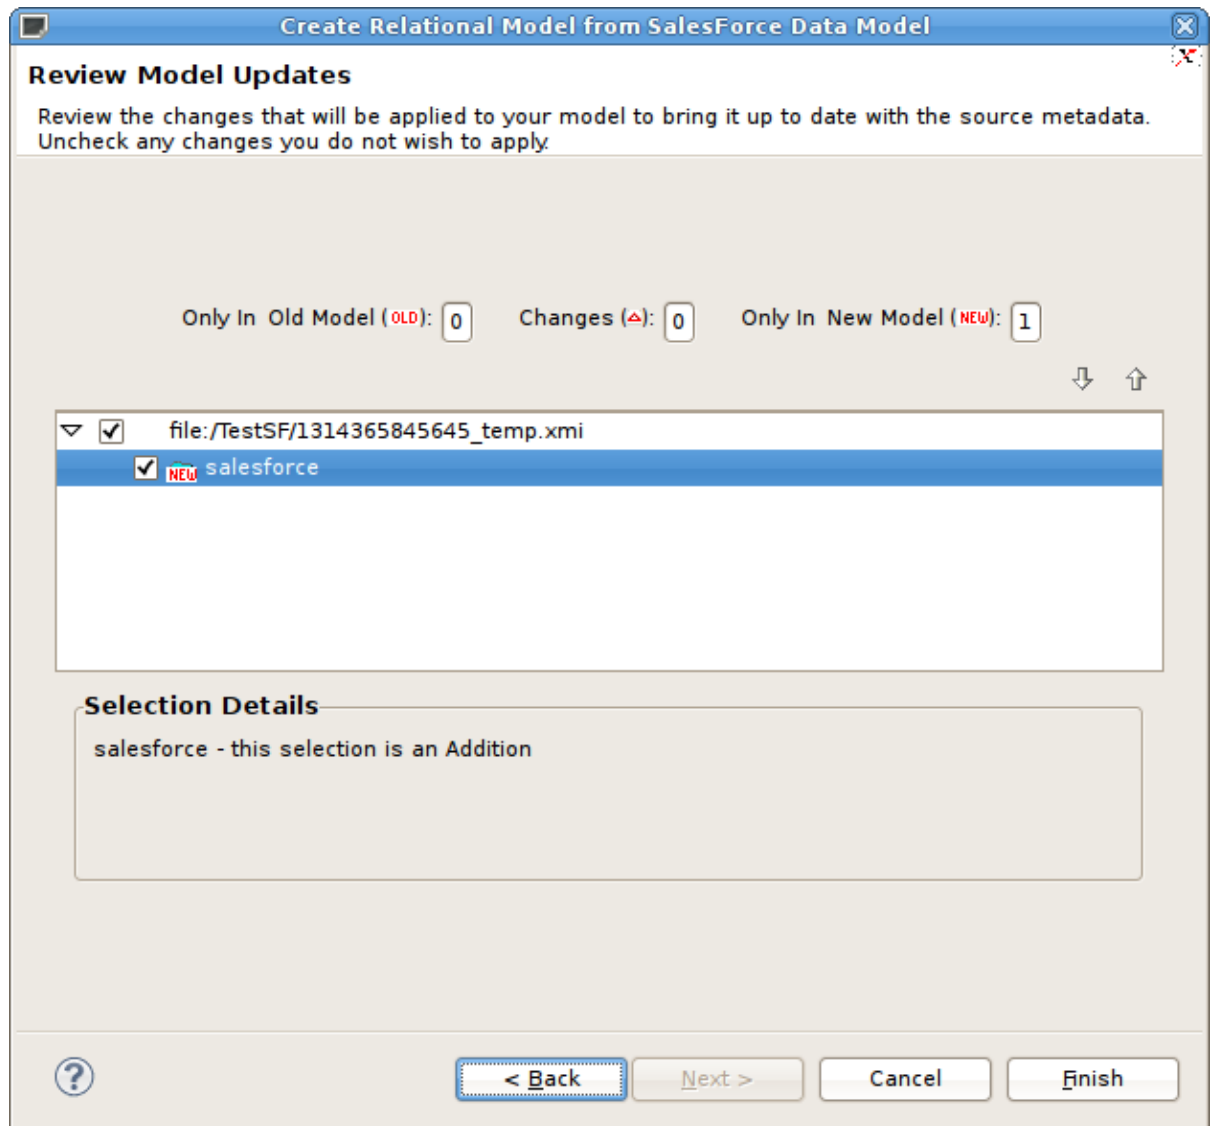 Create Relational Model from SalesForce Data Model
Review Model Updates
Review the changes that will be applied to your model to bring it up to date with the source metadata.
Uncheck any changes you do not wish to apply.
Only In Old Model (OLD): 0 Changes (): 0 Only In New Model (NEW): 1
file:/TestSF/1314365845645_temp.xmi
NEW salesforce
Selection Details
salesforce - this selection is an Addition
? < Back Next > Cancel Finish